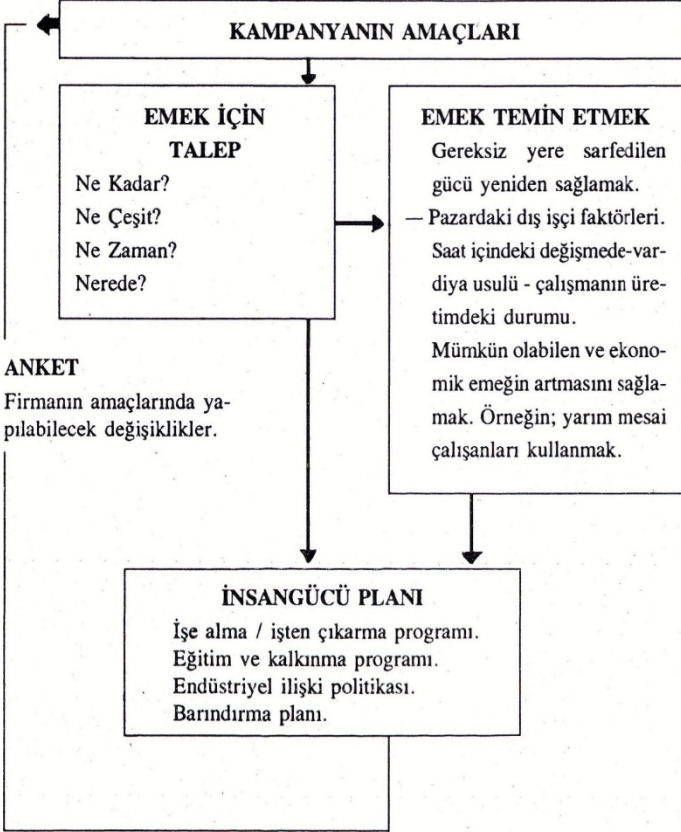 KAMPANYANIN AMAÇLARI
EMEK İÇİN
TALEP
Ne Kadar?
Ne Çeşit?
Ne Zaman?
Nerede?
EMEK TEMİN ETMEK
Gereksiz yere sarfedilen
gücü yeniden sağlamak.
— Pazardaki dış işçi faktörleri.
Saat içindeki değişmede-var-
diya usulü - çalışmanın üre-
timdeki durumu.
Mümkün olabilen ve ekono-
mik emeğin artmasını sağla-
mak. Örneğin; yarım mesai
çalışanları kullanmak.
ANKET
Firmanın amaçlarında ya-
pılabilecek değişiklikler.
İNSANGÜCÜ PLANI
İşe alma / işten çıkarma programı.
Eğitim ve kalkınma programı.
Endüstriyel ilişki politikası.
Barındırma planı.